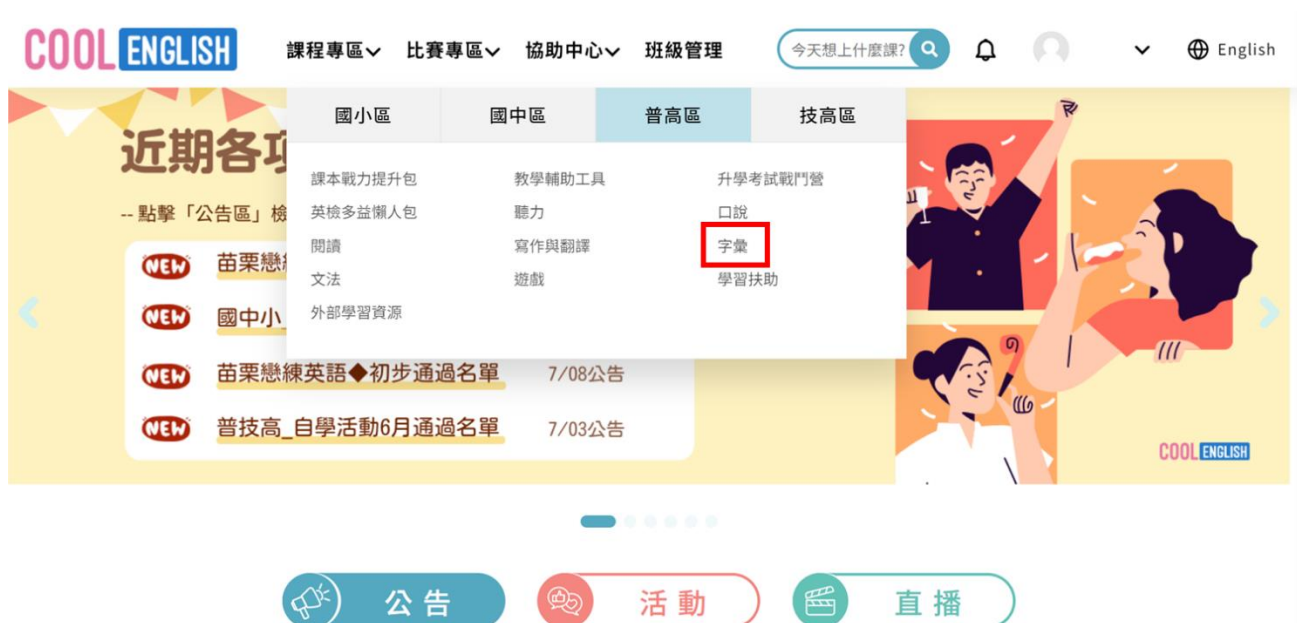 COOL ENGLISH
課程專區 比賽專區 協助中心 班級管理 今天想上什麼課? English
國小區 國中區 普高區 技高區
近期各項
課本戰力提升包 教學輔助工具 升學考試戰鬥營
-- 點擊「公告區」檢
英檢多益懶人包 聽力 口說
閱讀 寫作與翻譯 字彙
NEW 苗栗戀練
文法 遊戲 學習扶助
NEW 國中小_
外部學習資源
NEW 苗栗戀練英語◆初步通過名單 7/08公告
NEW 普技高_自學活動6月通過名單 7/03公告
COOL ENGLISH
公告 活動 直播